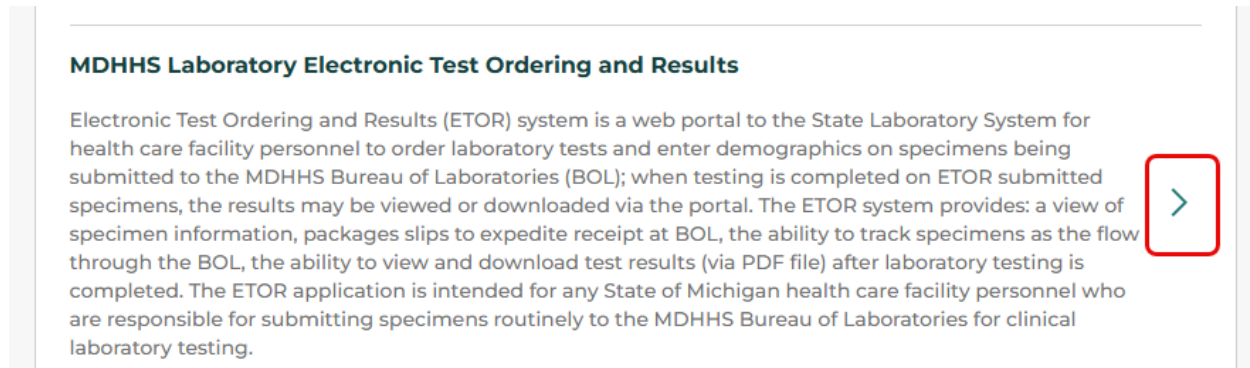 MDHHS Laboratory Electronic Test Ordering and Results
Electronic Test Ordering and Results (ETOR) system is a web portal to the State Laboratory System for
health care facility personnel to order laboratory tests and enter demographics on specimens being
submitted to the MDHHS Bureau of Laboratories (BOL); when testing is completed on ETOR submitted
specimens, the results may be viewed or downloaded via the portal. The ETOR system provides: a view of
specimen information, packages slips to expedite receipt at BOL, the ability to track specimens as the flow
through the BOL, the ability to view and download test results (via PDF file) after laboratory testing is
completed. The ETOR application is intended for any State of Michigan health care facility personnel who
are responsible for submitting specimens routinely to the MDHHS Bureau of Laboratories for clinical
laboratory testing.